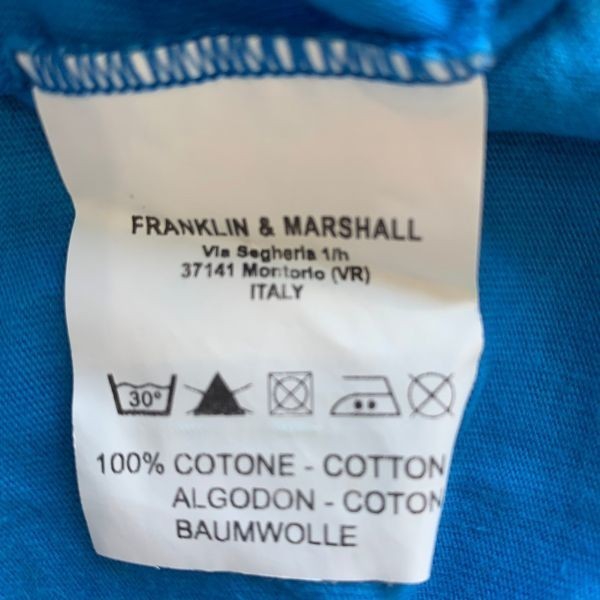 FRANKLIN & MARSHALL
Via Segheria 1/h
37141 Montorio (VR)
ITALY
30°
100% COTONE - COTTON
ALGODON - COTON
BAUMWOLLE